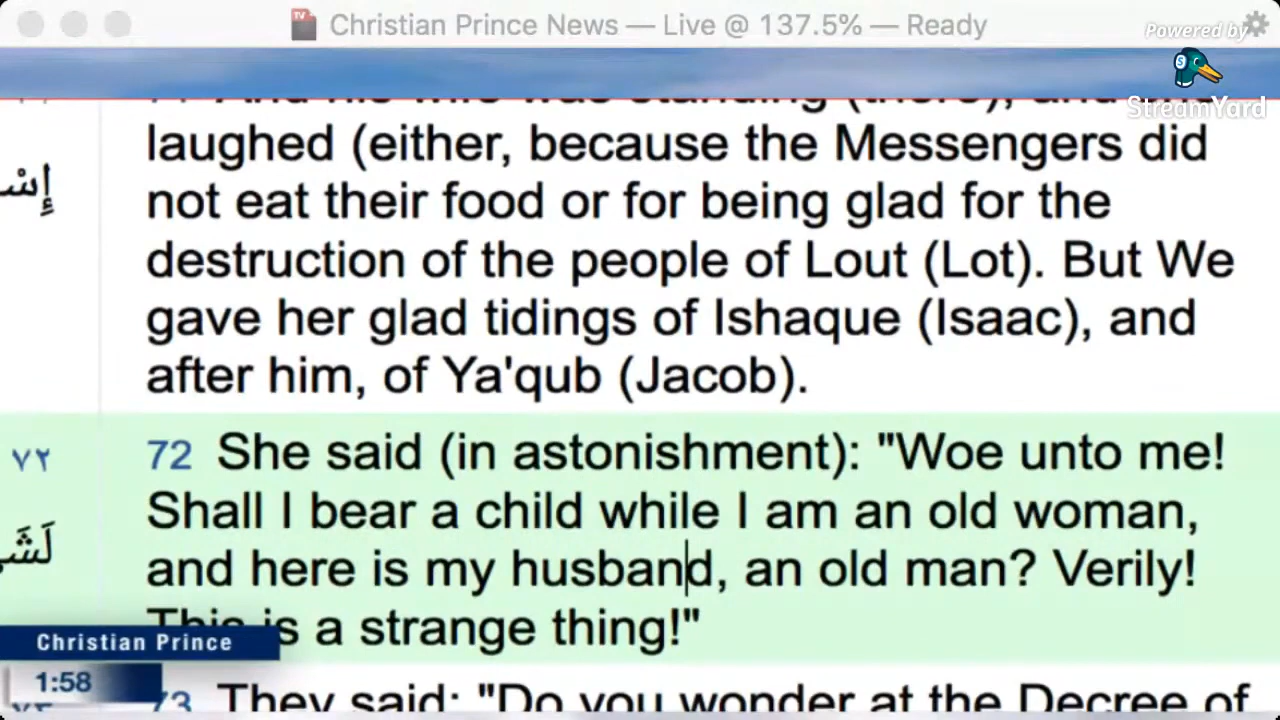 Christian Prince News — Live @ 137.5% — Ready
Powered by
StreamYard
laughed (either, because the Messengers did
not eat their food or for being glad for the
destruction of the people of Lout (Lot). But We
gave her glad tidings of Ishaque (Isaac), and
after him, of Ya'qub (Jacob).
٧٢ 72 She said (in astonishment): "Woe unto me!
Shall I bear a child while I am an old woman,
and here is my husband, an old man? Verily!
This is a strange thing!"
Christian Prince
1:58
73 They said: "Do you wonder at the Decree of